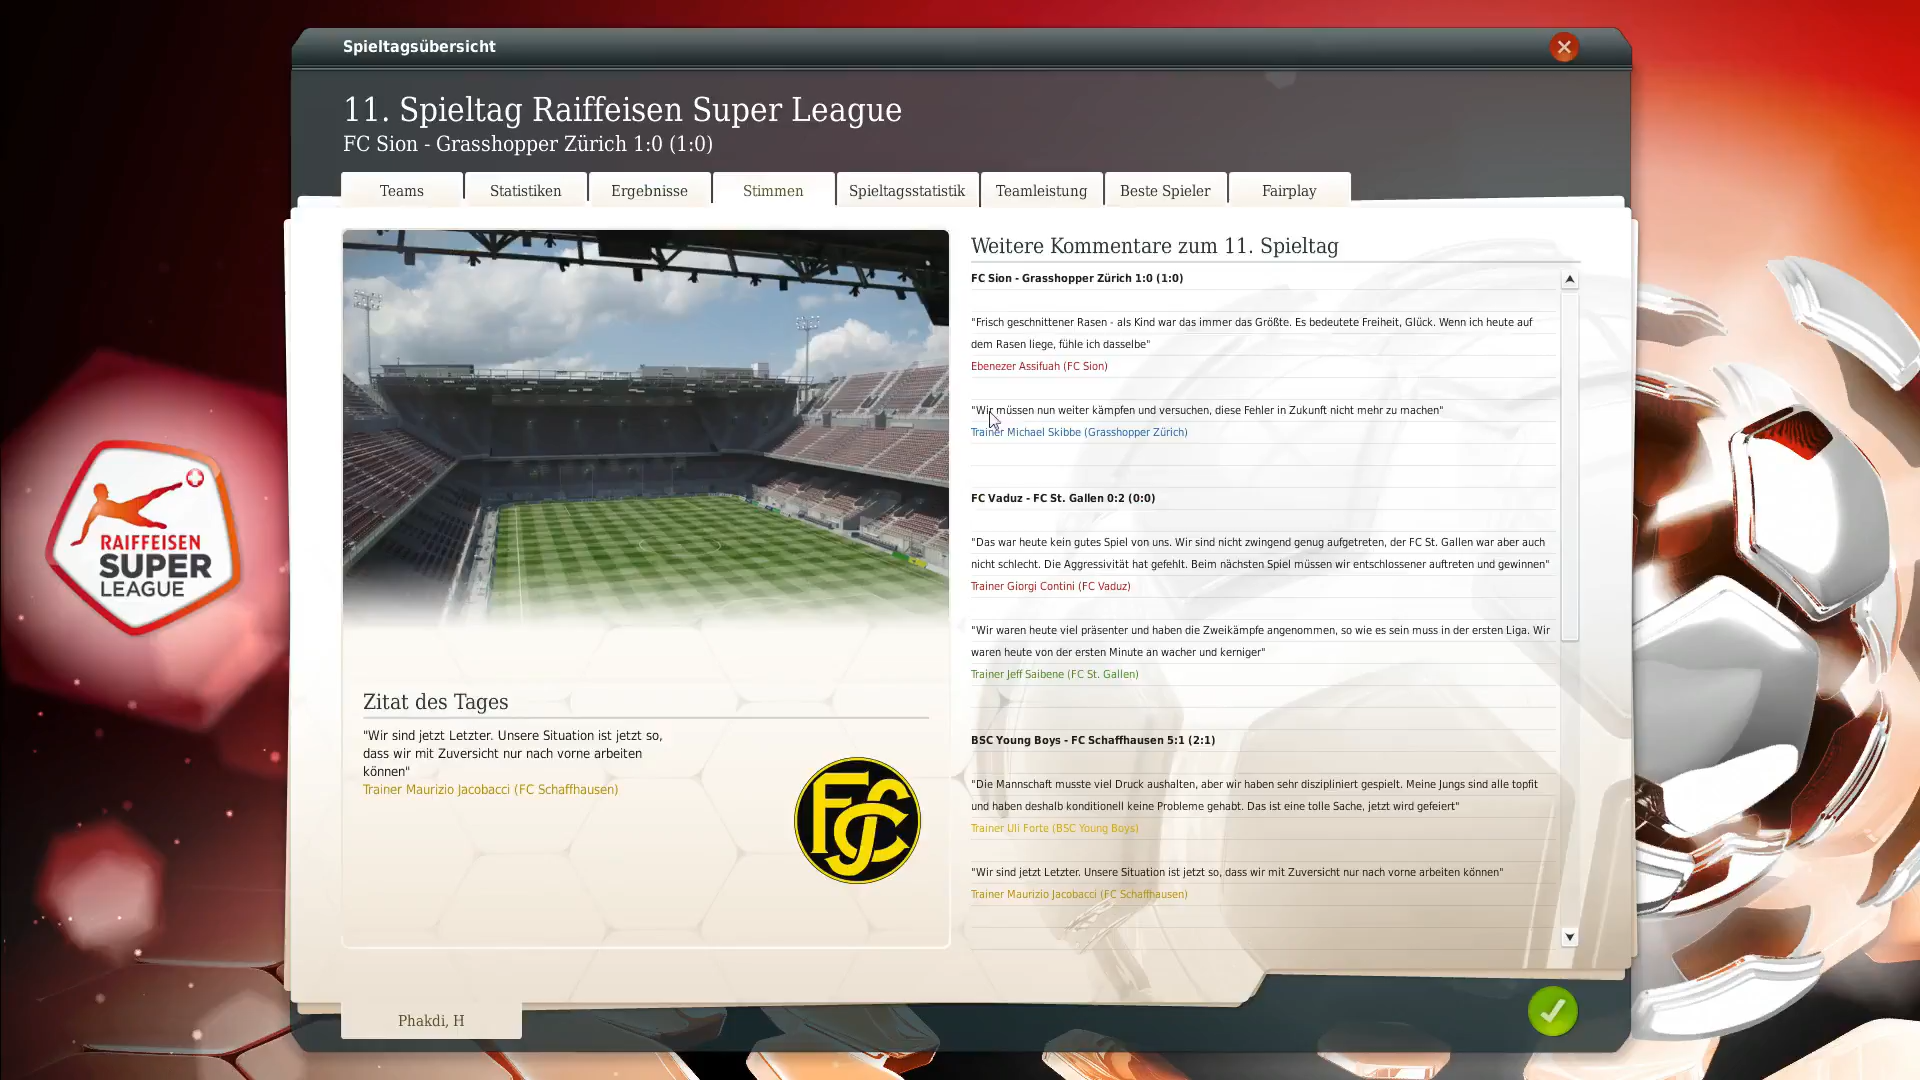 Spieltagsübersicht
11. Spieltag Raiffeisen Super League
FC Sion - Grasshopper Zürich 1:0 (1:0)
Teams
Statistiken
Ergebnisse
Stimmen
Spieltagsstatistik
Teamleistung
Beste Spieler
Fairplay
Weitere Kommentare zum 11. Spieltag
FC Sion - Grasshopper Zürich 1:0 (1:0)
"Frisch geschnittener Rasen - als Kind war das immer das Größte. Es bedeutete Freiheit, Glück. Wenn ich heute auf
dem Rasen liege, fühle ich dasselbe"
Ebenezer Assifuah (FC Sion)
"Wir müssen nun weiter kämpfen und versuchen, diese Fehler in Zukunft nicht mehr zu machen"
Trainer Michael Skibbe (Grasshopper Zürich)
FC Vaduz - FC St. Gallen 0:2 (0:0)
"Das war heute kein gutes Spiel von uns. Wir sind nicht zwingend genug aufgetreten, der FC St. Gallen war aber auch
nicht schlecht. Die Aggressivität hat gefehlt. Beim nächsten Spiel müssen wir entschlossener auftreten und gewinnen"
Trainer Giorgi Contini (FC Vaduz)
"Wir waren heute viel präsenter und haben die Zweikämpfe angenommen, so wie es sein muss in der ersten Liga. Wir
waren heute von der ersten Minute an wacher und kerniger"
Trainer Jeff Saibene (FC St. Gallen)
BSC Young Boys - FC Schaffhausen 5:1 (2:1)
"Die Mannschaft musste viel Druck aushalten, aber wir haben sehr diszipliniert gespielt. Meine Jungs sind alle topfit
und haben deshalb konditionell keine Probleme gehabt. Das ist eine tolle Sache, jetzt wird gefeiert"
Trainer Uli Forte (BSC Young Boys)
"Wir sind jetzt Letzter. Unsere Situation ist jetzt so, dass wir mit Zuversicht nur nach vorne arbeiten können"
Trainer Maurizio Jacobacci (FC Schaffhausen)
Zitat des Tages
"Wir sind jetzt Letzter. Unsere Situation ist jetzt so,
dass wir mit Zuversicht nur nach vorne arbeiten
können"
Trainer Maurizio Jacobacci (FC Schaffhausen)
FCS
RAIFFEISEN
SUPER
LEAGUE
Phakdi, H